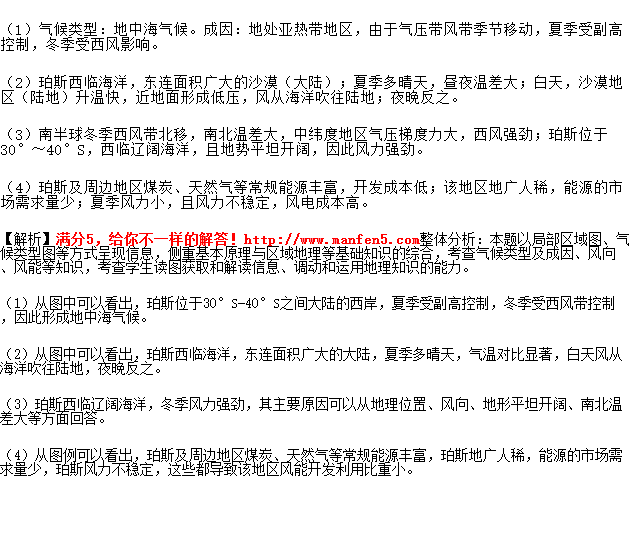 （1）气候类型：地中海气候。成因：地处亚热带地区，由于气压带风带季节移动，夏季受副高
控制，冬季受西风影响。
（2）珀斯西临海洋，东连面积广大的沙漠（大陆）；夏季多晴天，昼夜温差大；白天，沙漠地
区（陆地）升温快，近地面形成低压，风从海洋吹往陆地；夜晚反之。
（3）南半球冬季西风带北移，南北温差大，中纬度地区气压梯度力大，西风强劲；珀斯位于
30°～40°S，西临辽阔海洋，且地势平坦开阔，因此风力强劲。
（4）珀斯及周边地区煤炭、天然气等常规能源丰富，开发成本低；该地区地广人稀，能源的市
场需求量少；夏季风力小，且风力不稳定，风电成本高。
【解析】满分5，给你不一样的解答！http://www.manfen5.com整体分析：本题以局部区域图、气
候类型图等方式呈现信息，侧重基本原理与区域地理等基础知识的综合，考查气候类型及成因、风向
、风能等知识，考查学生读图获取和解读信息、调动和运用地理知识的能力。
（1）从图中可以看出，珀斯位于30°S-40°S之间大陆的西岸，夏季受副高控制，冬季受西风带控制
，因此形成地中海气候。
（2）从图中可以看出，珀斯西临海洋，东连面积广大的大陆，夏季多晴天，气温对比显著，白天风从
海洋吹往陆地，夜晚反之。
（3）珀斯西临辽阔海洋，冬季风力强劲，其主要原因可以从地理位置、风向、地形平坦开阔、南北温
差大等方面回答。
（4）从图例可以看出，珀斯及周边地区煤炭、天然气等常规能源丰富，珀斯地广人稀，能源的市场需
求量少，珀斯风力不稳定，这些都导致该地区风能开发利用比重小。